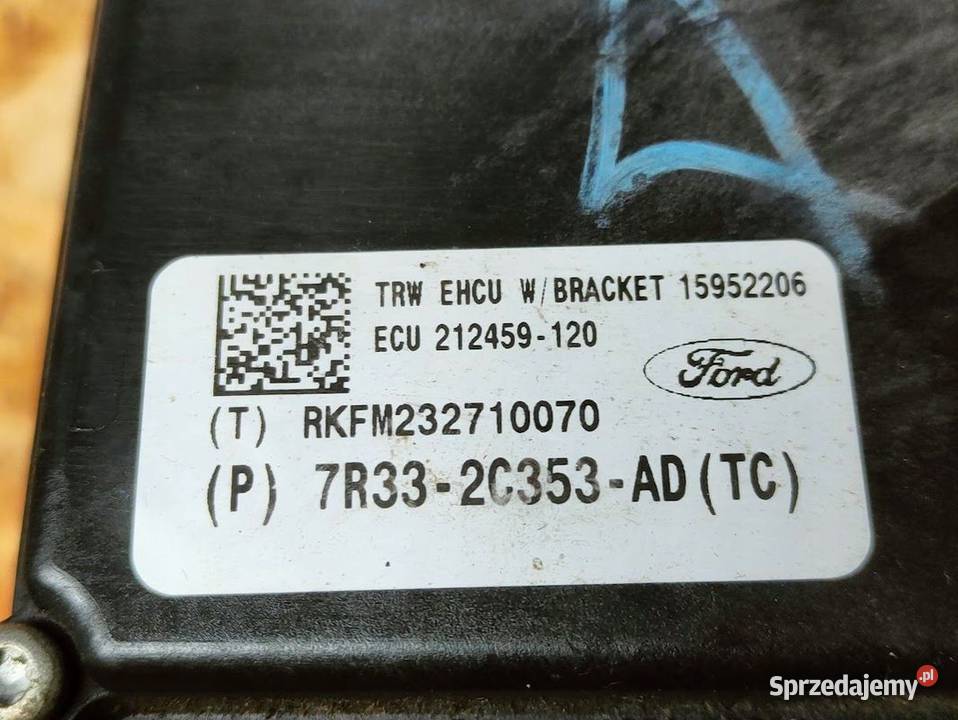 TRW EHCU W/BRACKET 15952206
ECU 212459-120
Ford
(T) RKFM232710070
(P) 7R33-2C353-AD(TC)
Sprzedajemy.pl